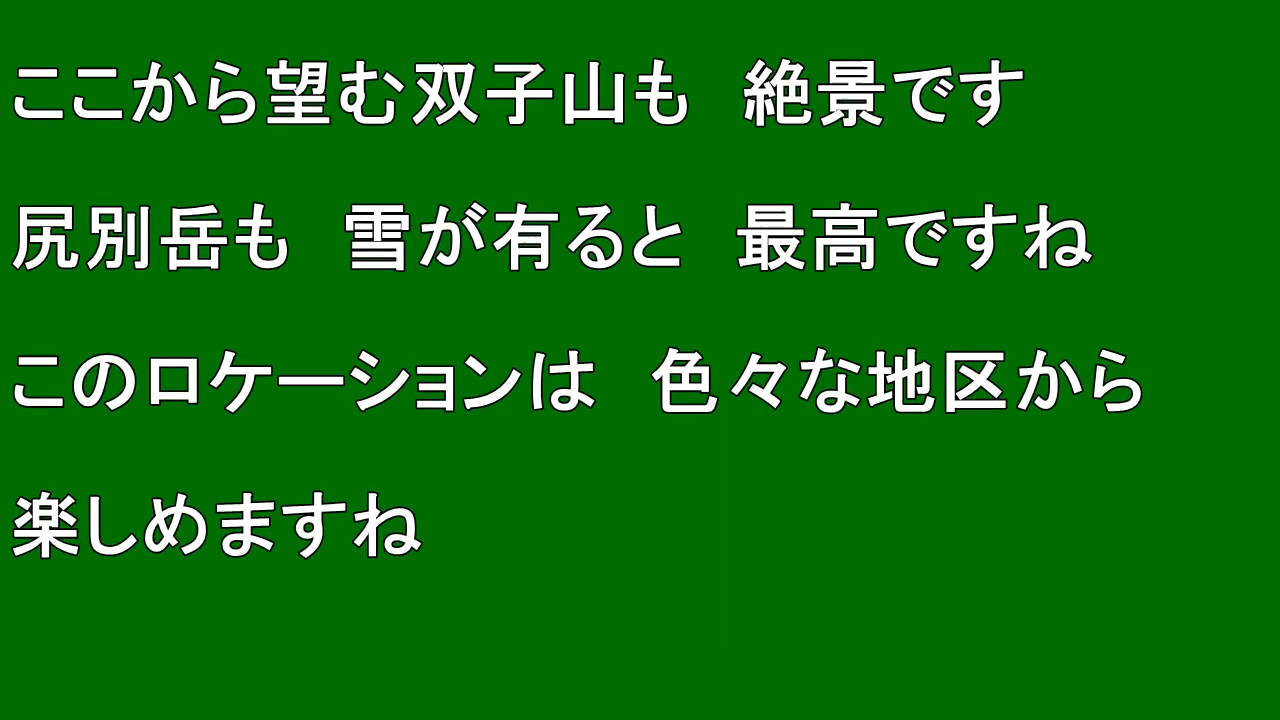 ここから望む双子山も　絶景です
尻別岳も　雪が有ると　最高ですね
このロケーションは　色々な地区から
楽しめますね